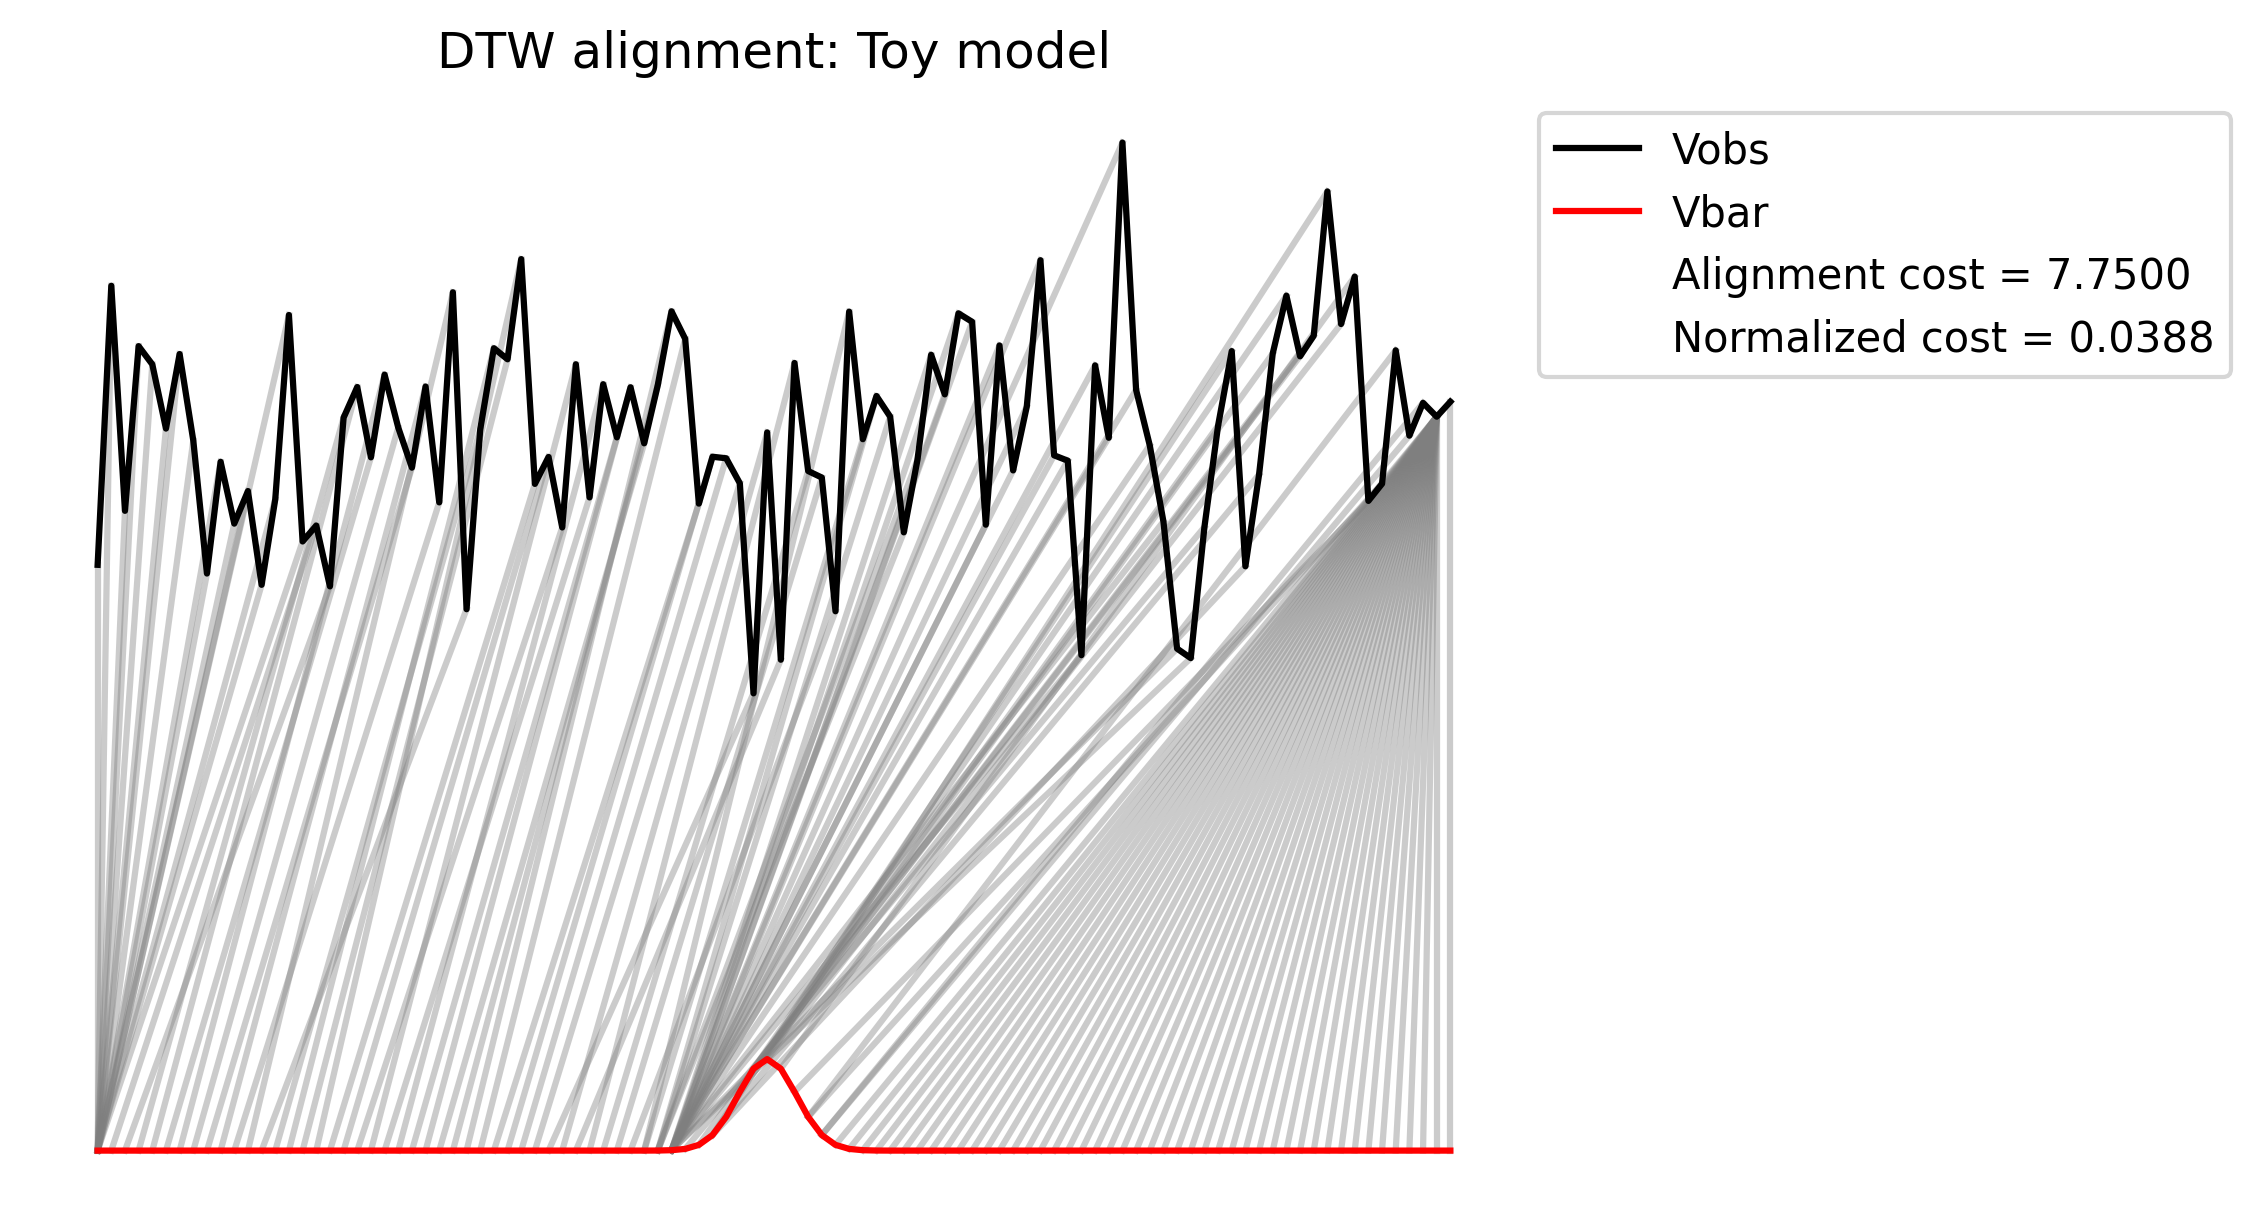 DTW alignment: Toy model
Vobs
Vbar
Alignment cost = 7.7500
Normalized cost = 0.0388